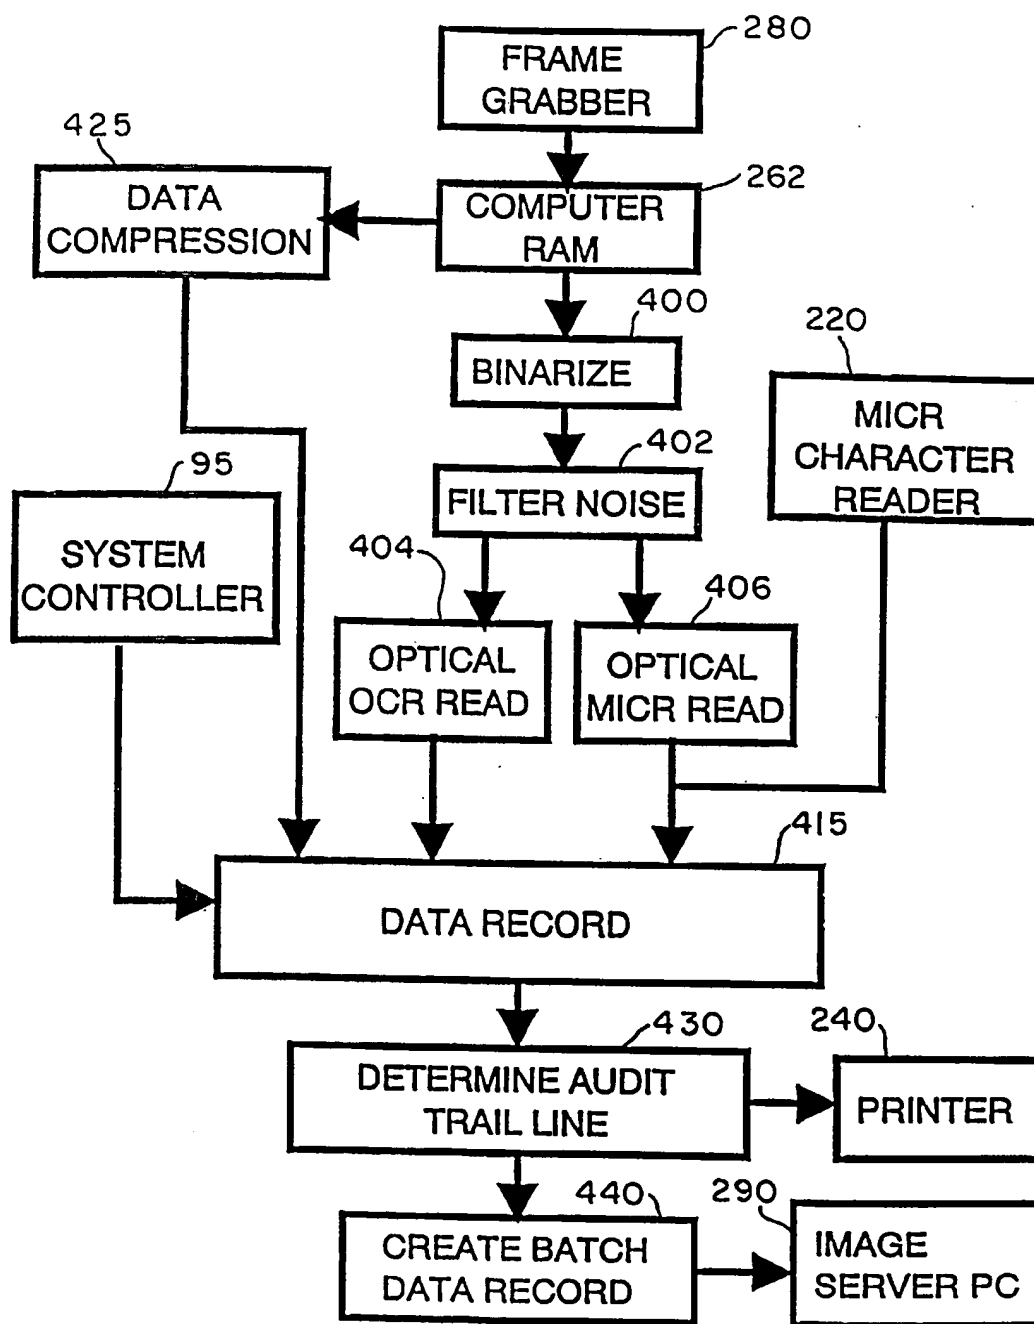 280
FRAME
GRABBER
425
DATA
COMPRESSION
262
COMPUTER
RAM
400
BINARIZE
220
MICR
CHARACTER
READER
402
FILTER NOISE
95
SYSTEM
CONTROLLER
404
OPTICAL
OCR READ
406
OPTICAL
MICR READ
415
DATA RECORD
430
DETERMINE AUDIT
TRAIL LINE
240
PRINTER
440
CREATE BATCH
DATA RECORD
290
IMAGE
SERVER PC